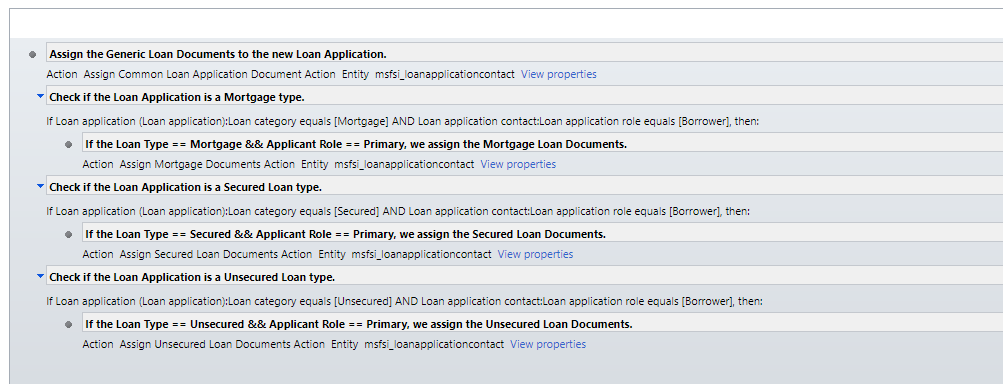 Assign the Generic Loan Documents to the new Loan Application.
Action Assign Common Loan Application Document Action Entity msfsi_loanapplicationcontact View properties
Check if the Loan Application is a Mortgage type.
If Loan application (Loan application):Loan category equals [Mortgage] AND Loan application contact:Loan application role equals [Borrower], then:
If the Loan Type == Mortgage && Applicant Role == Primary, we assign the Mortgage Loan Documents.
Action Assign Mortgage Documents Action Entity msfsi_loanapplicationcontact View properties
Check if the Loan Application is a Secured Loan type.
If Loan application (Loan application):Loan category equals [Secured] AND Loan application contact:Loan application role equals [Borrower], then:
If the Loan Type == Secured && Applicant Role == Primary, we assign the Secured Loan Documents.
Action Assign Secured Loan Documents Action Entity msfsi_loanapplicationcontact View properties
Check if the Loan Application is a Unsecured Loan type.
If Loan application (Loan application):Loan category equals [Unsecured] AND Loan application contact:Loan application role equals [Borrower], then:
If the Loan Type == Unsecured && Applicant Role == Primary, we assign the Unsecured Loan Documents.
Action Assign Unsecured Loan Documents Action Entity msfsi_loanapplicationcontact View properties